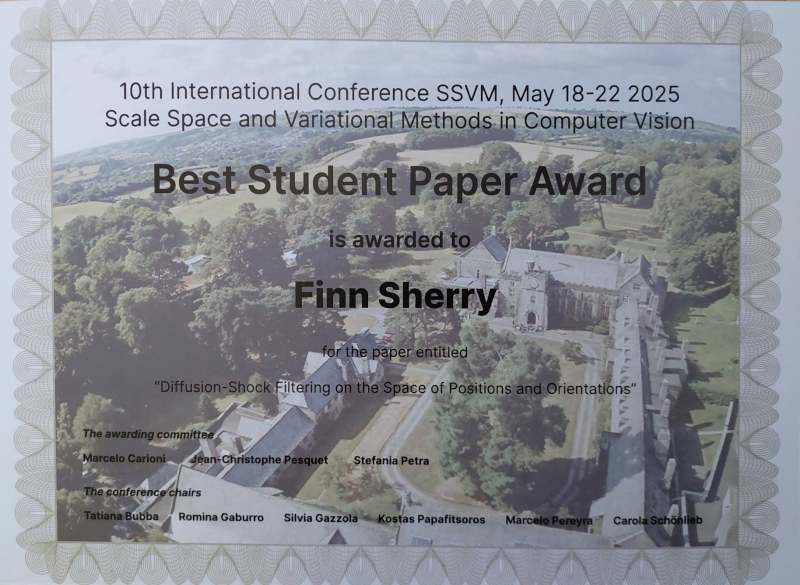 10th International Conference SSVM, May 18-22 2025
Scale Space and Variational Methods in Computer Vision
Best Student Paper Award
is awarded to
Finn Sherry
for the paper entitled
"Diffusion-Shock Filtering on the Space of Positions and Orientations"
The awarding committee
Marcelo Carioni Jean-Christophe Pesquet Stefania Petra
The conference chairs
Tatiana Bubba Romina Gaburro Silvia Gazzola Kostas Papafitsoros Marcelo Pereyra Carola Schönlieb